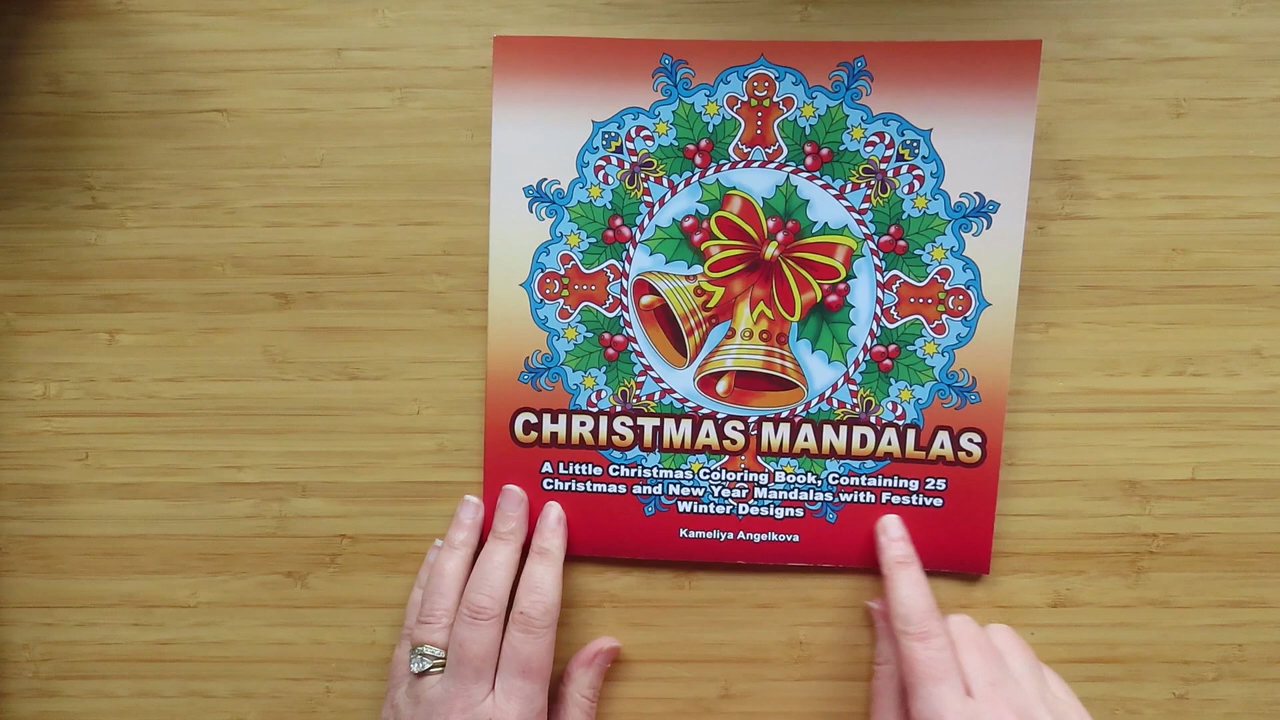 CHRISTMAS MANDALAS
A Little Christmas Coloring Book, Containing 25
Christmas and New Year Mandalas with Festive
Winter Designs
Kameliya Angelkova